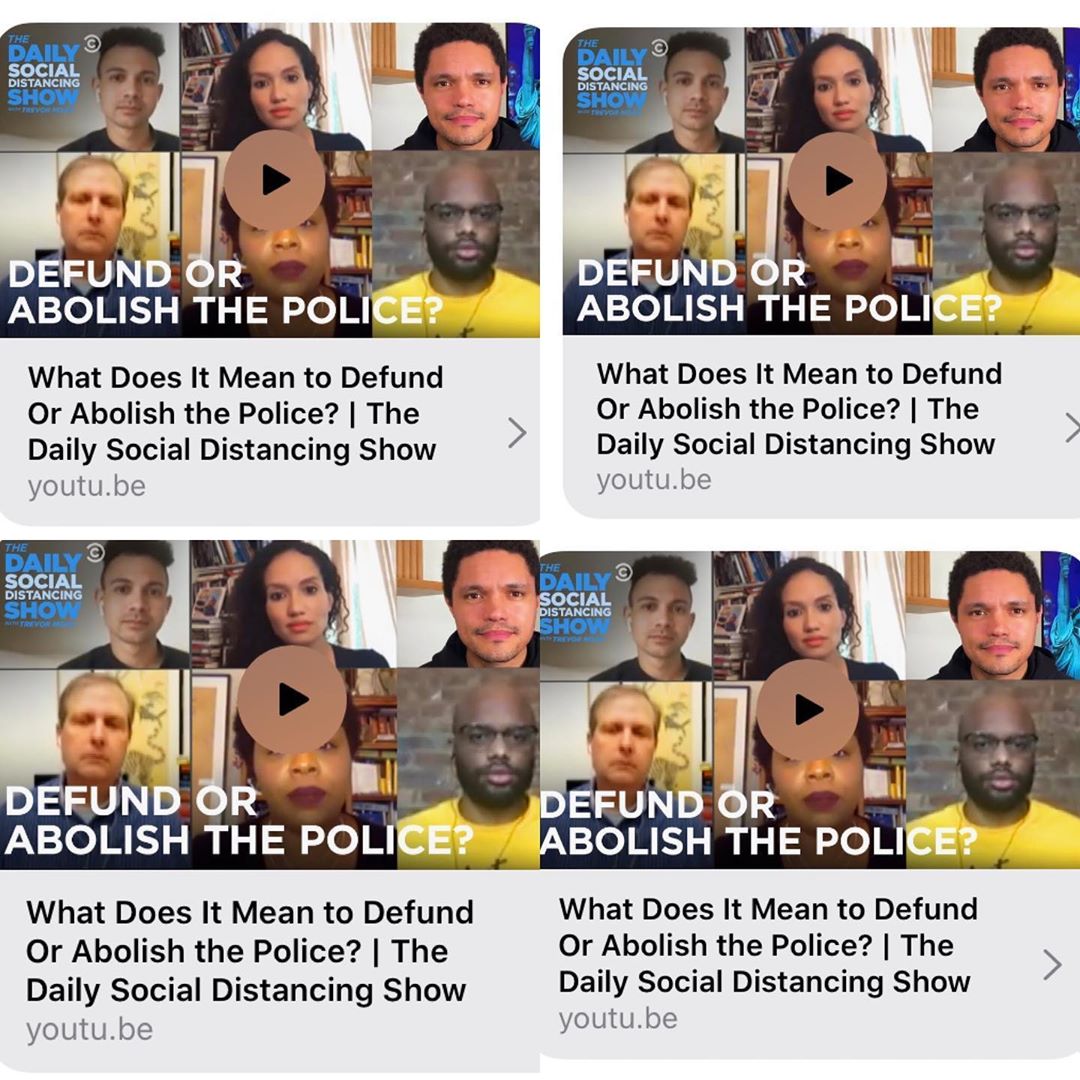 THE
DAILY
SOCIAL
DISTANCING
SHOW
WITH TREVOR NOAH
DEFUND OR
ABOLISH THE POLICE?
What Does It Mean to Defund
Or Abolish the Police? | The
Daily Social Distancing Show
youtu.be
THE
DAILY
SOCIAL
DISTANCING
SHOW
WITH TREVOR NOAH
DEFUND OR
ABOLISH THE POLICE?
What Does It Mean to Defund
Or Abolish the Police? | The
Daily Social Distancing Show
youtu.be
THE
DAILY
SOCIAL
DISTANCING
SHOW
WITH TREVOR NOAH
DEFUND OR
ABOLISH THE POLICE?
What Does It Mean to Defund
Or Abolish the Police? | The
Daily Social Distancing Show
youtu.be
THE
DAILY
SOCIAL
DISTANCING
SHOW
WITH TREVOR NOAH
DEFUND OR
ABOLISH THE POLICE?
What Does It Mean to Defund
Or Abolish the Police? | The
Daily Social Distancing Show
youtu.be